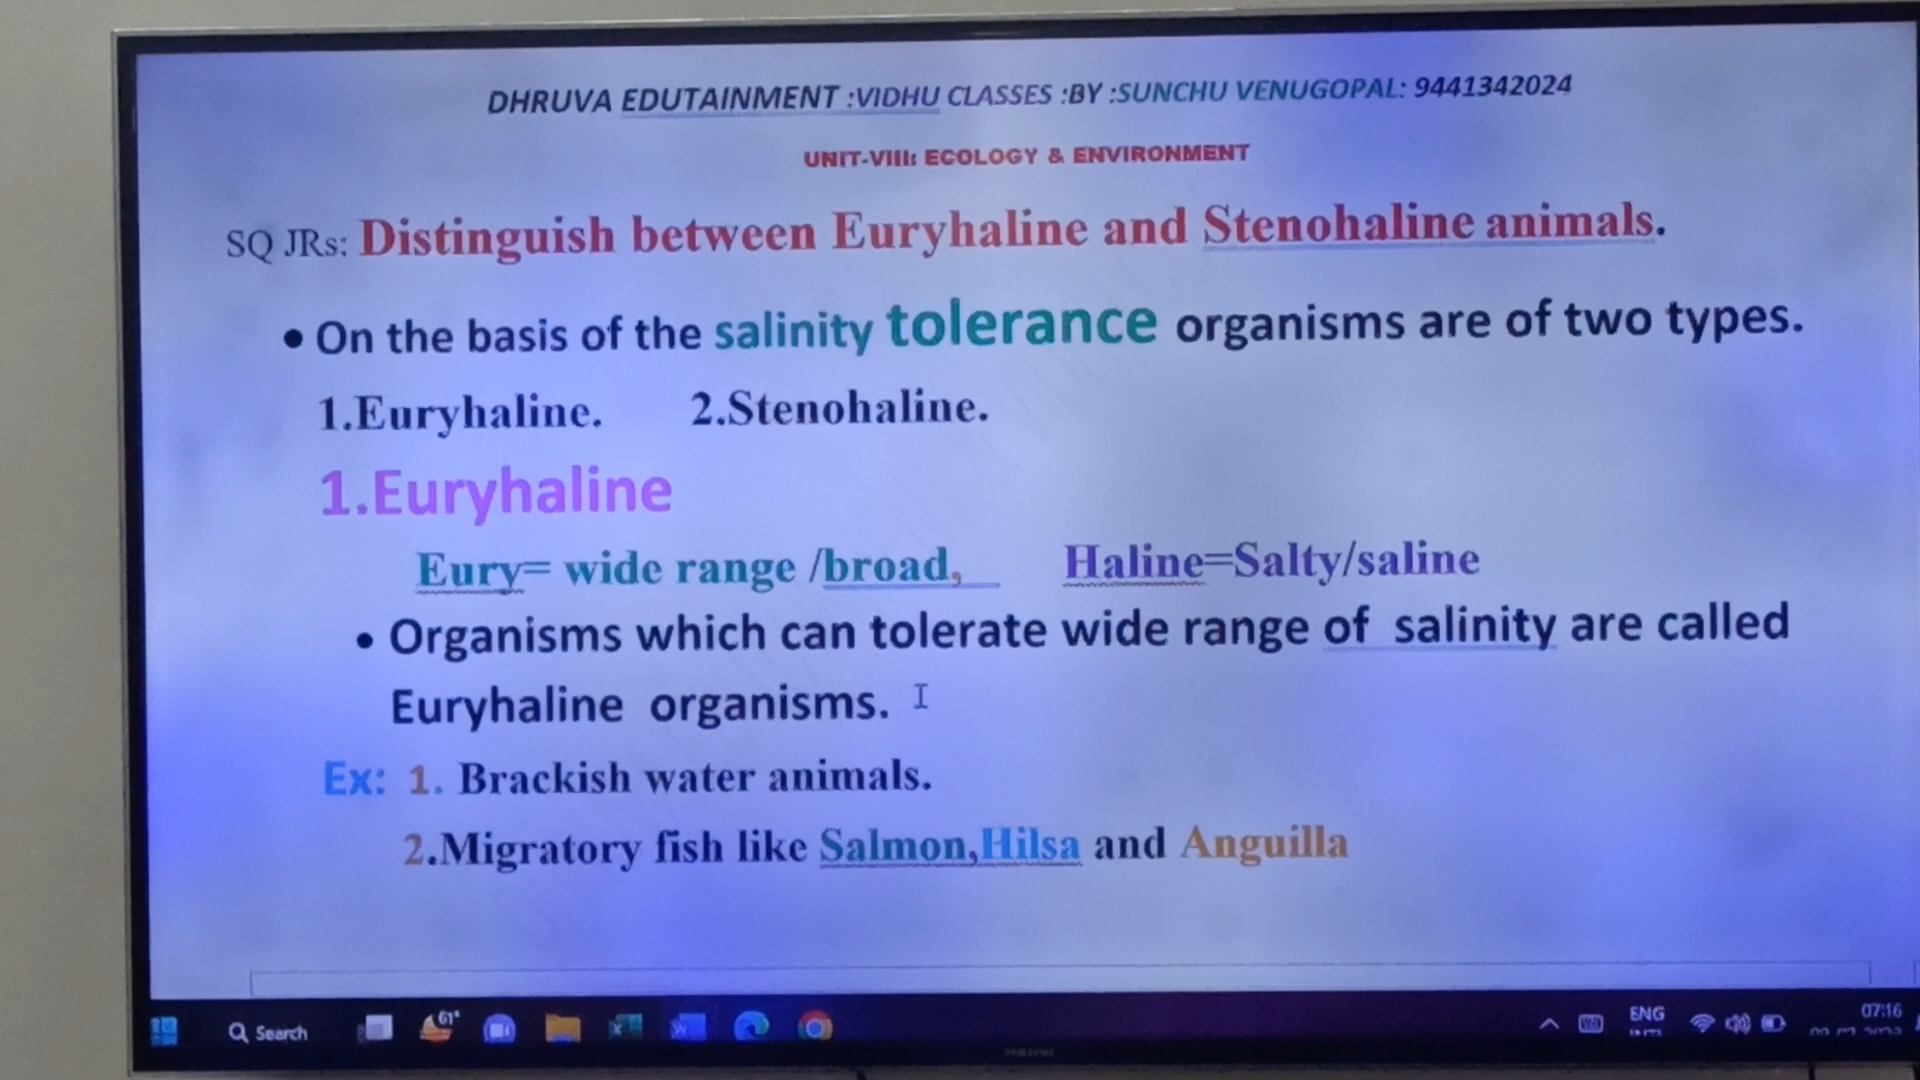 DHRUVA EDUTAINMENT :VIDHU CLASSES :BY :SUNCHU VENUGOPAL: 9441342024
UNIT-VIII: ECOLOGY & ENVIRONMENT
SQ JRs: Distinguish between Euryhaline and Stenohaline animals.
• On the basis of the salinity tolerance organisms are of two types.
1.Euryhaline. 2.Stenohaline.
1.Euryhaline
Eury= wide range /broad, Haline=Salty/saline
• Organisms which can tolerate wide range of salinity are called
Euryhaline organisms.
Ex: 1. Brackish water animals.
2.Migratory fish like Salmon,Hilsa and Anguilla
Search 61° ENG 07:16